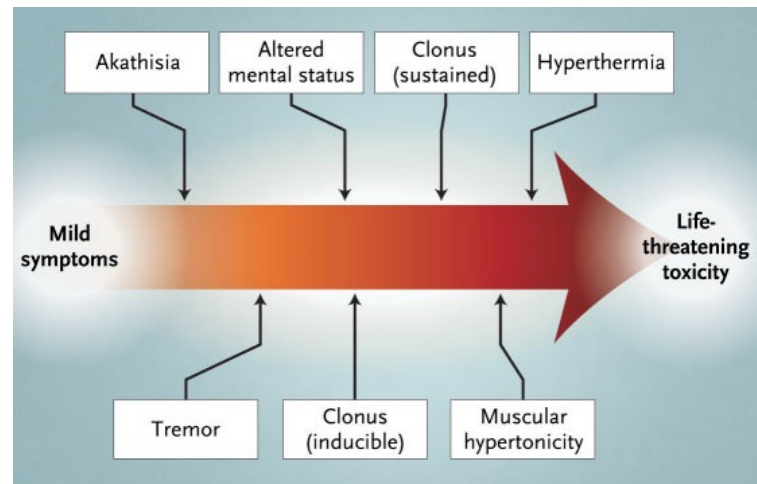 Akathisia
Altered
mental status
Clonus
(sustained)
Hyperthermia
Mild
symptoms
Life-
threatening
toxicity
Tremor
Clonus
(inducible)
Muscular
hypertonicity